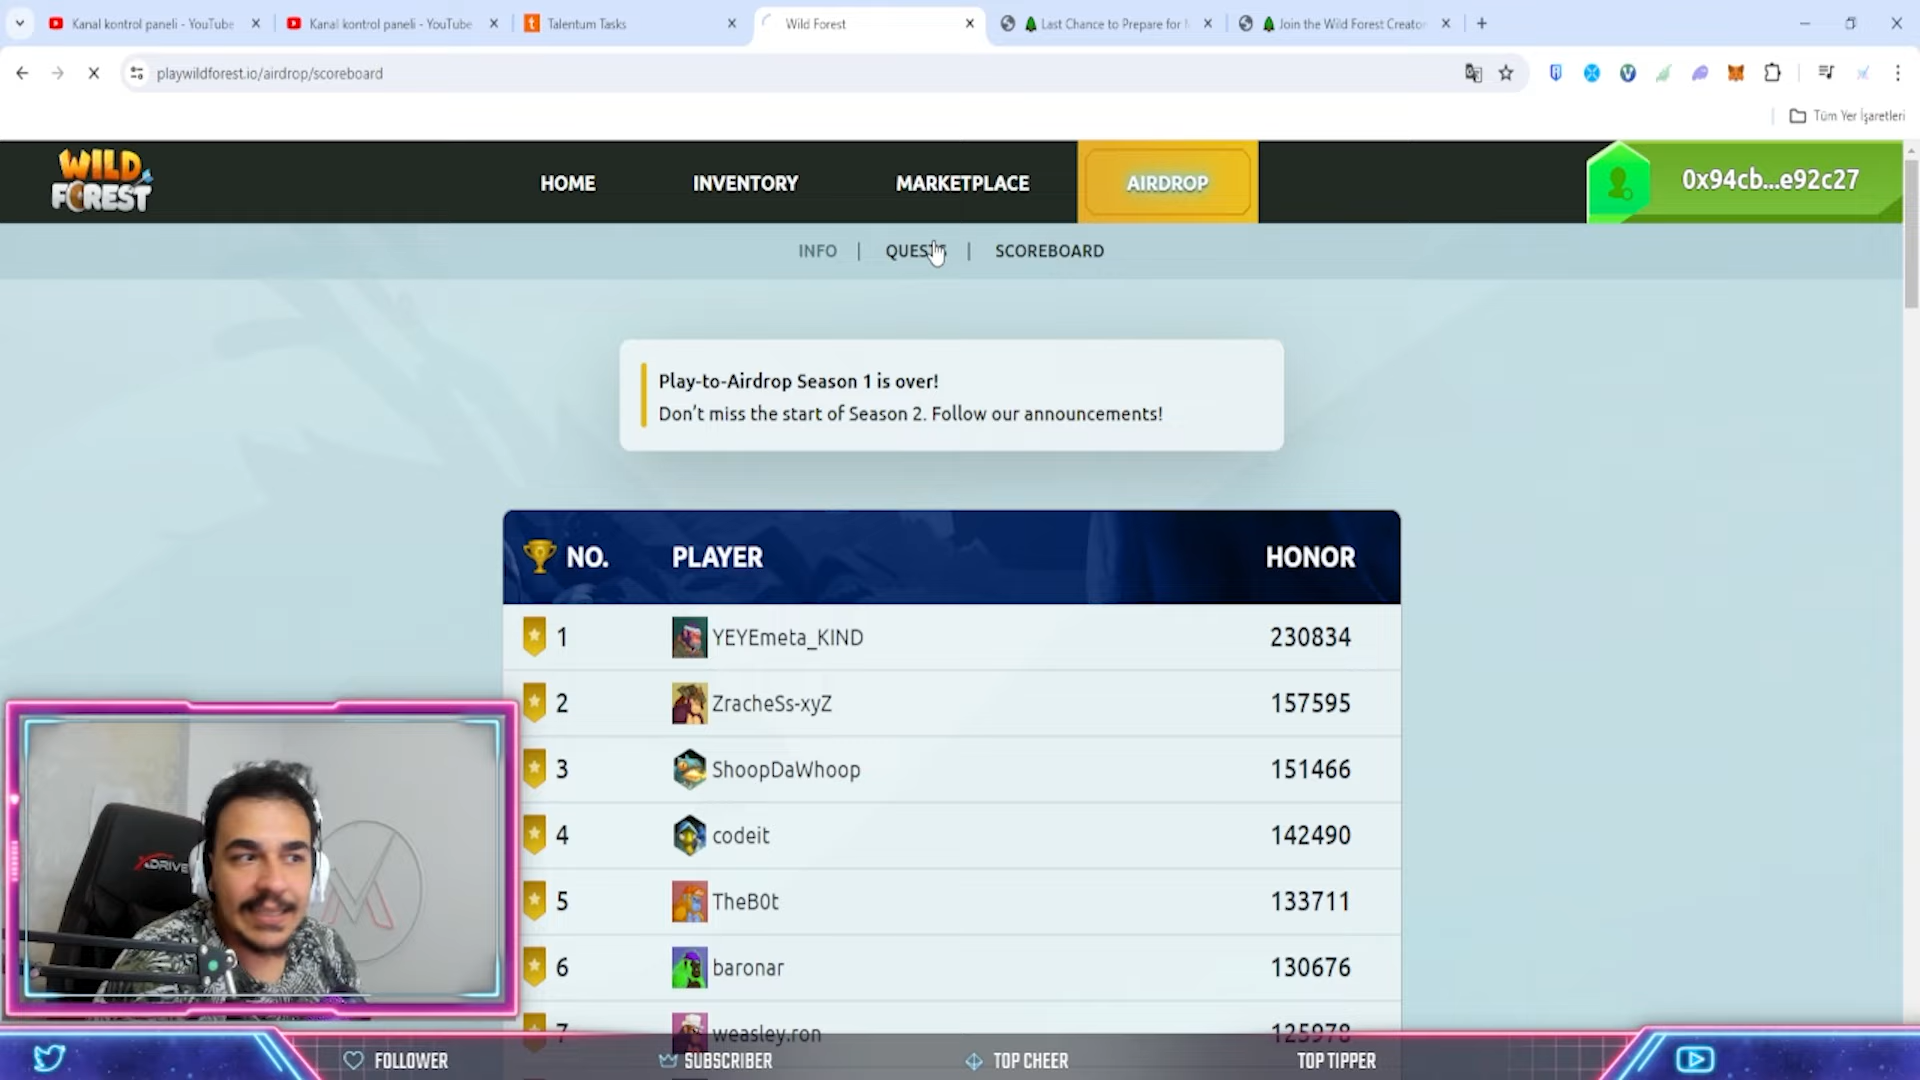 Kanal kontrol paneli - YouTube
Kanal kontrol paneli - YouTube
Talentum Tasks
Wild Forest
Last Chance to Prepare for
Join the Wild Forest Creator
playwildforest.io/airdrop/scoreboard
Tüm Yer İşaretleri
WILD FOREST
HOME
INVENTORY
MARKETPLACE
AIRDROP
0x94cb...e92c27
INFO | QUESTS | SCOREBOARD
Play-to-Airdrop Season 1 is over!
Don't miss the start of Season 2. Follow our announcements!
NO. PLAYER HONOR
1 YEYEmeta_KIND 230834
2 ZracheSs-xyZ 157595
3 ShoopDaWhoop 151466
4 codeit 142490
5 TheB0t 133711
6 baronar 130676
7 weasley.ron 125978
XDRIVE
FOLLOWER
SUBSCRIBER
TOP CHEER
TOP TIPPER